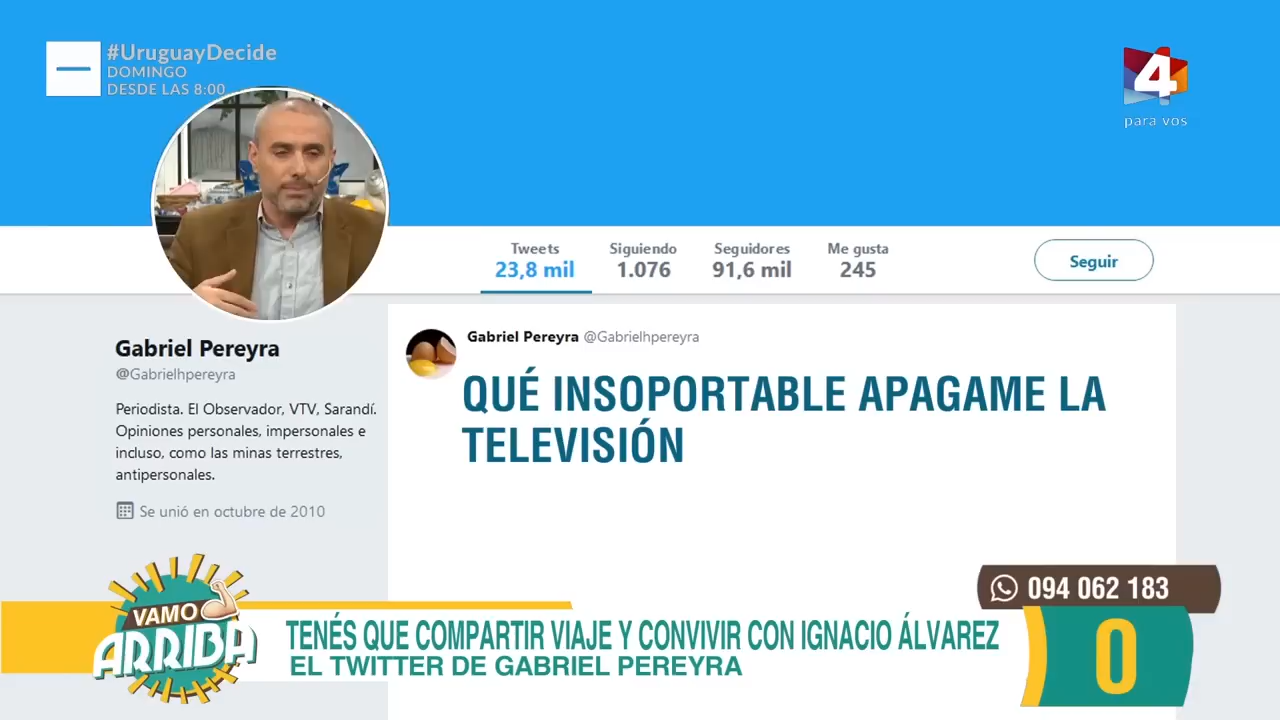 #UruguayDecide
DOMINGO
DESDE LAS 8:00
4
para vos
Tweets
23,8 mil
Siguiendo
1.076
Seguidores
91,6 mil
Me gusta
245
Seguir
Gabriel Pereyra
@Gabrielhpereyra
Periodista. El Observador, VTV, Sarandí.
Opiniones personales, impersonales e
incluso, como las minas terrestres,
antipersonales.
Se unió en octubre de 2010
Gabriel Pereyra @Gabrielhpereyra
QUÉ INSOPORTABLE APAGAME LA
TELEVISIÓN
094 062 183
VAMO
ARRIBA
TENÉS QUE COMPARTIR VIAJE Y CONVIVIR CON IGNACIO ÁLVAREZ
EL TWITTER DE GABRIEL PEREYRA
0